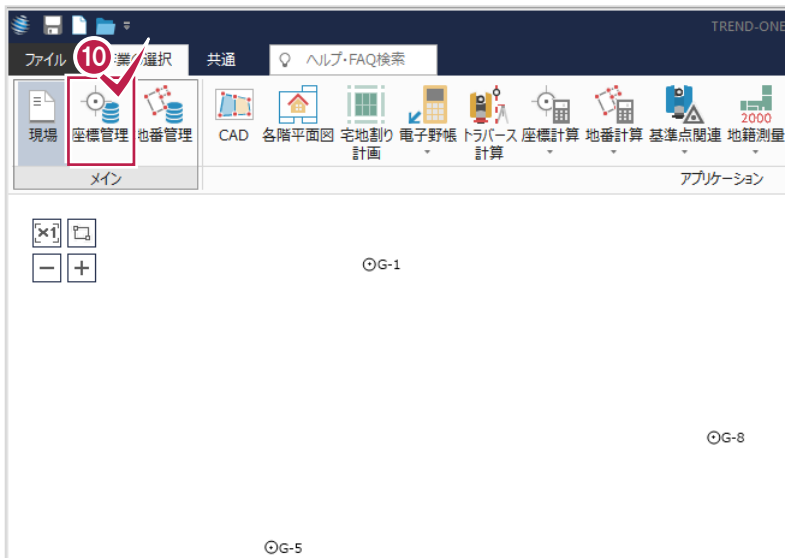 TREND-ONE
ファイル 10 業の選択 共通 ヘルプ・FAQ検索
現場 座標管理 地番管理 CAD 各階平面図 宅地割り 電子野帳 トラバース 座標計算 地番計算 基準点関連 地籍測量
計画 計算 2000
メイン アプリケーション
×1
G-1
G-8
G-5